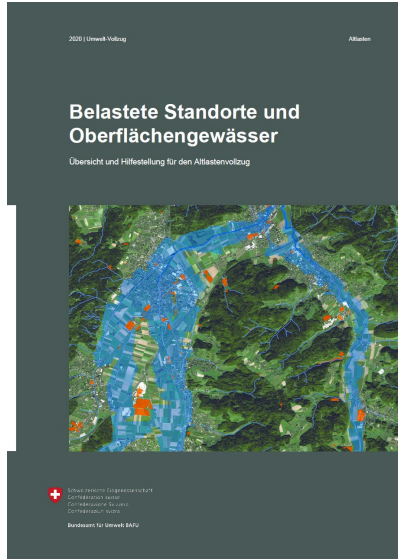 2020 | Umwelt-Vollzug
Altlasten
Belastete Standorte und
Oberflächengewässer
Übersicht und Hilfestellung für den Altlastenvollzug
Schweizerische Eidgenossenschaft
Confédération suisse
Confederazione Svizzera
Confederaziun svizra
Bundesamt für Umwelt BAFU